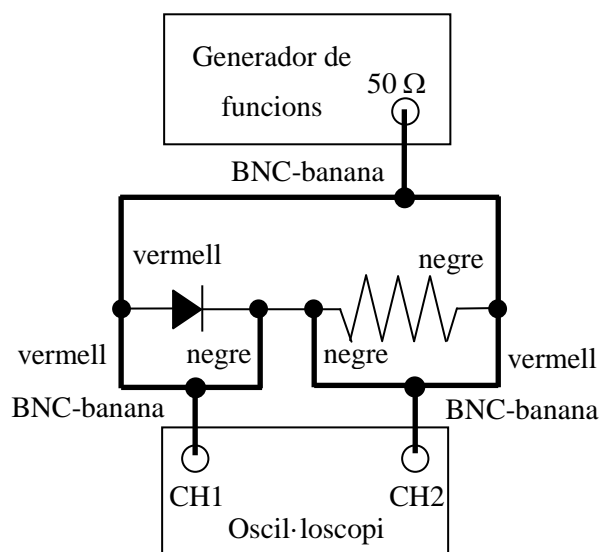 Generador de
funcions
50 Ω
BNC-banana
vermell
negre
vermell
negre
negre
vermell
BNC-banana
BNC-banana
CH1
CH2
Oscil·loscopi